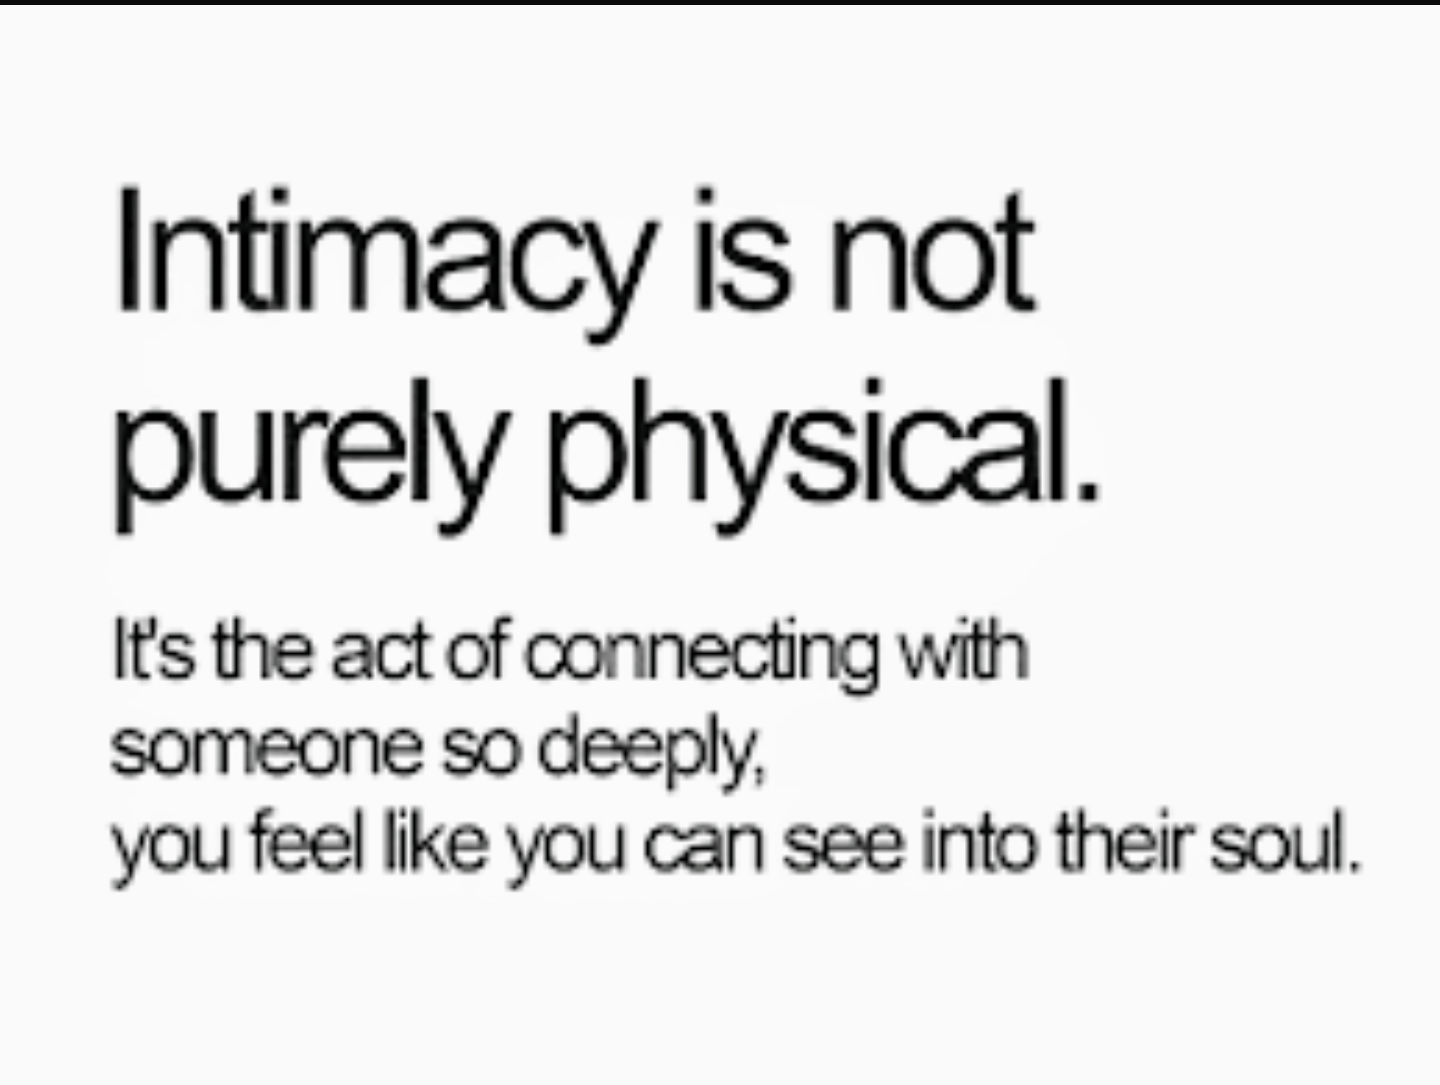 Intimacy is not
purely physical.
It's the act of connecting with
someone so deeply,
you feel like you can see into their soul.